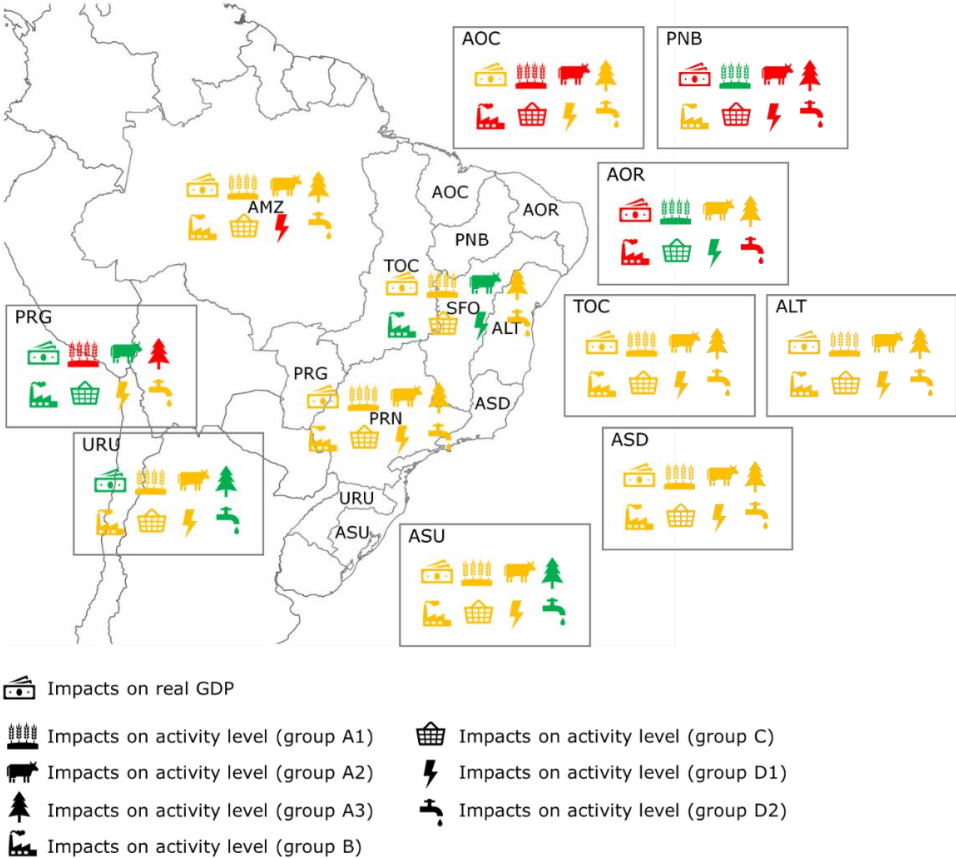 AOC
PNB
AOR
AMZ
AOC
AOR
PNB
TOC
SFO
ALT
TOC
ALT
PRG
PRG
PRN
ASD
ASD
URU
URU
ASU
ASU
Impacts on real GDP
Impacts on activity level (group A1)
Impacts on activity level (group A2)
Impacts on activity level (group A3)
Impacts on activity level (group B)
Impacts on activity level (group C)
Impacts on activity level (group D1)
Impacts on activity level (group D2)